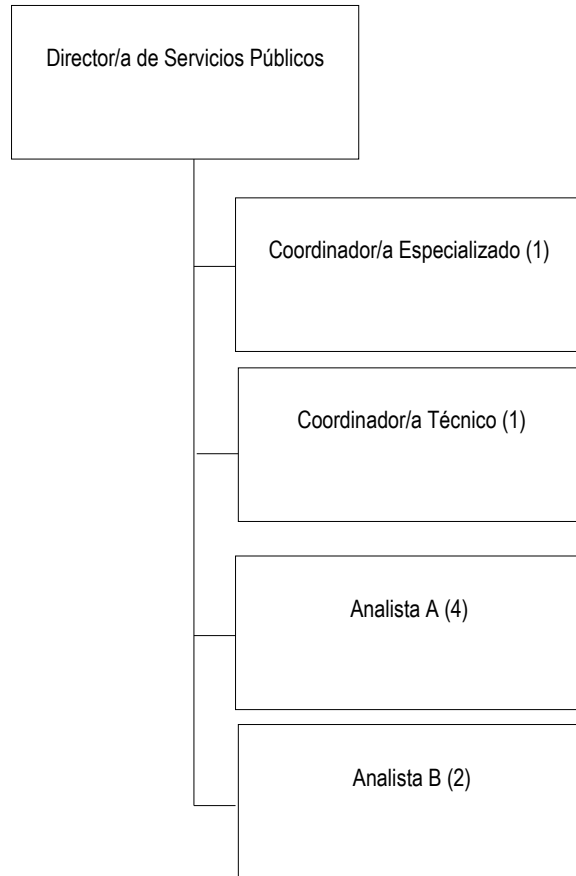 Director/a de Servicios Públicos
Coordinador/a Especializado (1)
Coordinador/a Técnico (1)
Analista A (4)
Analista B (2)